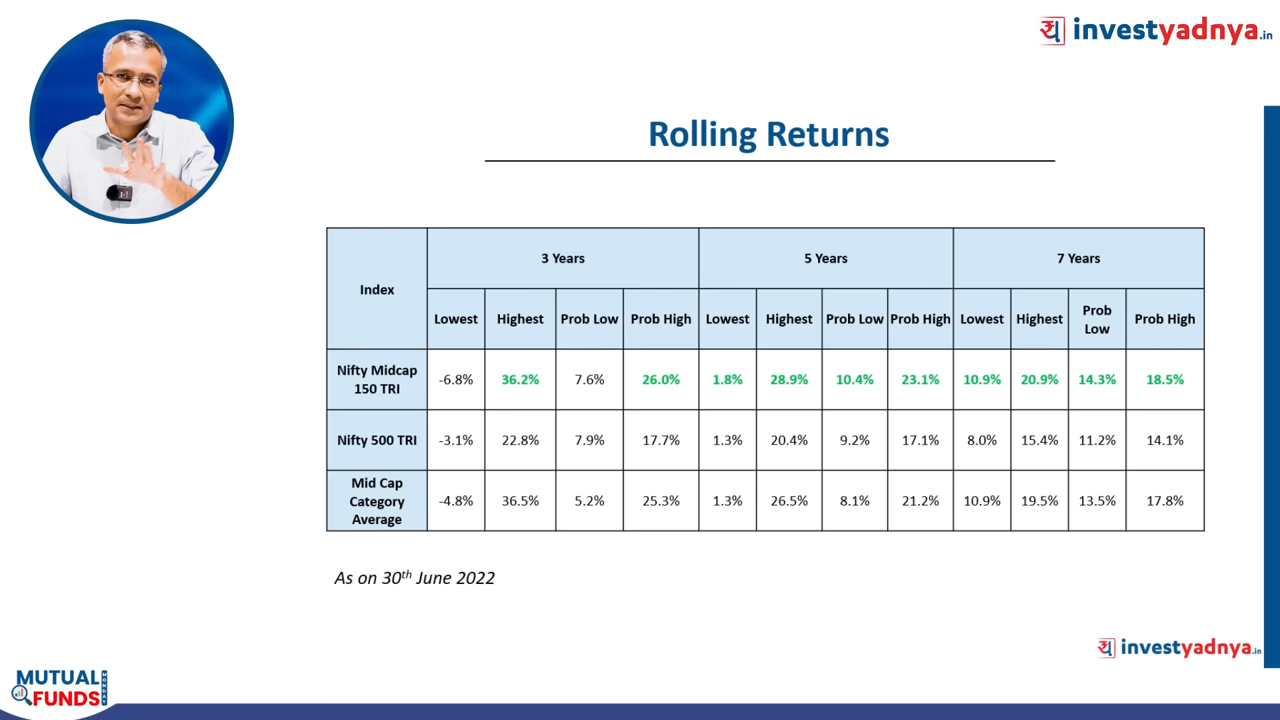 investyadnya.in
Rolling Returns
Index 3 Years 5 Years 7 Years
Lowest Highest Prob Low Prob High Lowest Highest Prob Low Prob High Lowest Highest Prob Low Prob High
Nifty Midcap 150 TRI -6.8% 36.2% 7.6% 26.0% 1.8% 28.9% 10.4% 23.1% 10.9% 20.9% 14.3% 18.5%
Nifty 500 TRI -3.1% 22.8% 7.9% 17.7% 1.3% 20.4% 9.2% 17.1% 8.0% 15.4% 11.2% 14.1%
Mid Cap Category Average -4.8% 36.5% 5.2% 25.3% 1.3% 26.5% 8.1% 21.2% 10.9% 19.5% 13.5% 17.8%
As on 30th June 2022
investyadnya.in
MUTUAL
FUNDS